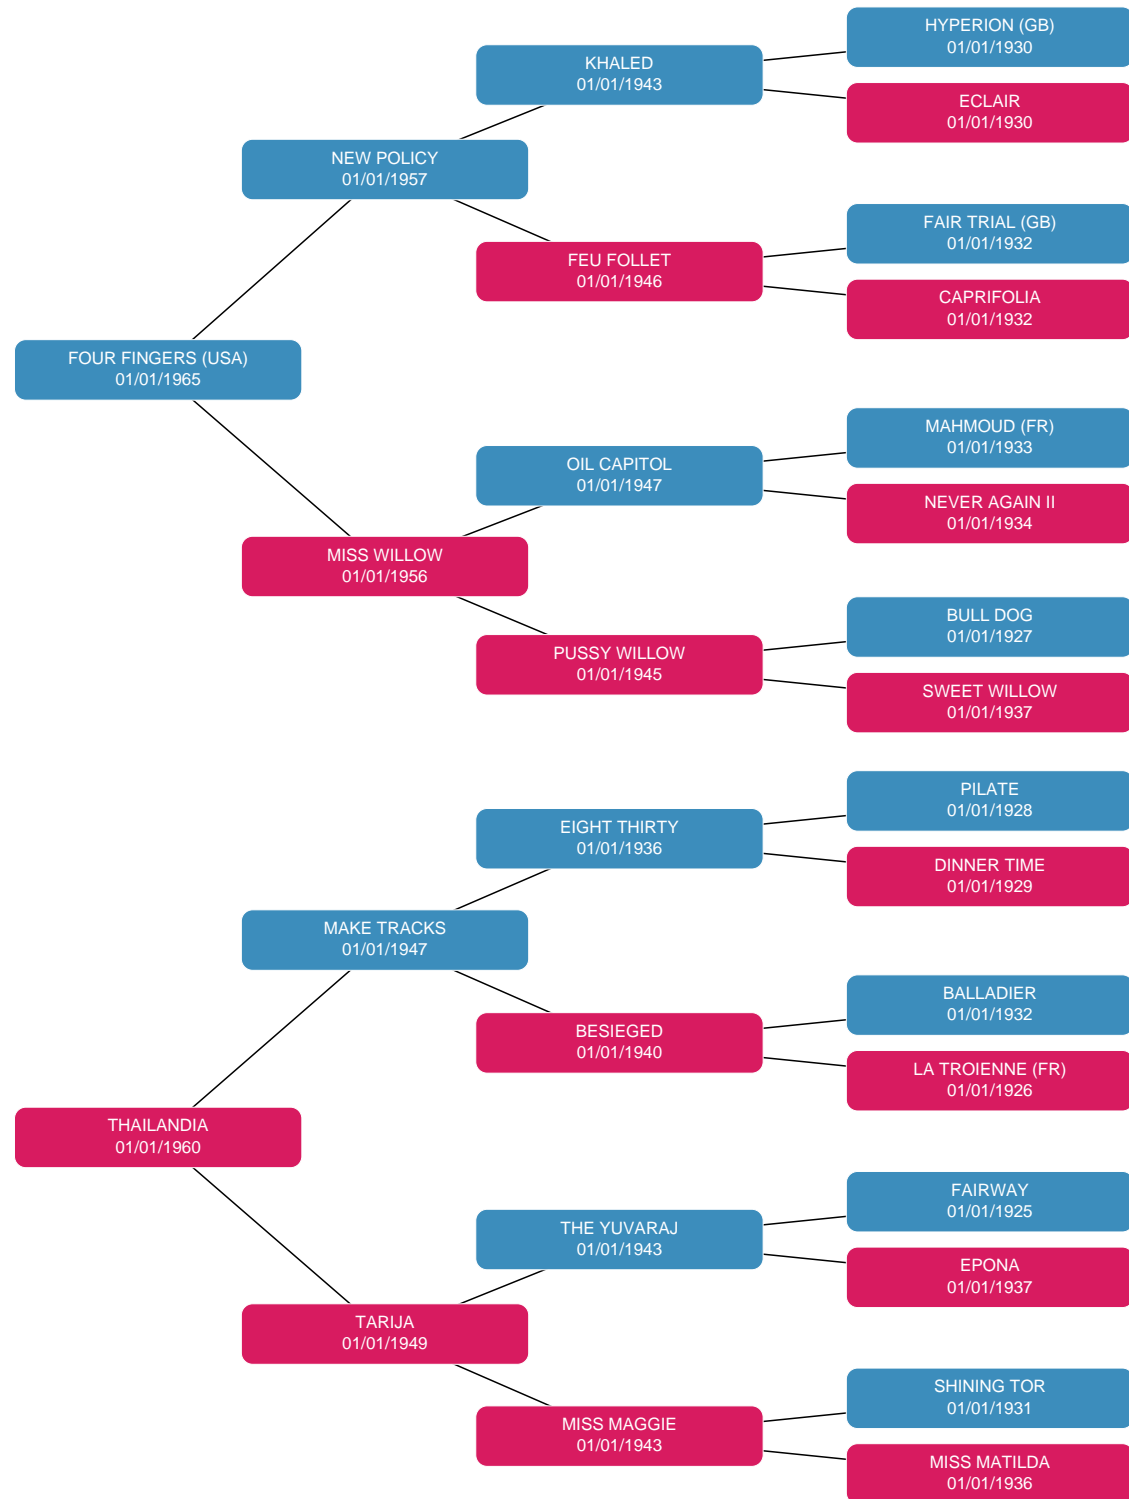 HYPERION (GB)
01/01/1930
KHALED
01/01/1943
ECLAIR
01/01/1930
NEW POLICY
01/01/1957
FAIR TRIAL (GB)
01/01/1932
FEU FOLLET
01/01/1946
CAPRIFOLIA
01/01/1932
FOUR FINGERS (USA)
01/01/1965
MAHMOUD (FR)
01/01/1933
OIL CAPITOL
01/01/1947
NEVER AGAIN II
01/01/1934
MISS WILLOW
01/01/1956
BULL DOG
01/01/1927
PUSSY WILLOW
01/01/1945
SWEET WILLOW
01/01/1937
PILATE
01/01/1928
EIGHT THIRTY
01/01/1936
DINNER TIME
01/01/1929
MAKE TRACKS
01/01/1947
BALLADIER
01/01/1932
BESIEGED
01/01/1940
LA TROIENNE (FR)
01/01/1926
THAILANDIA
01/01/1960
FAIRWAY
01/01/1925
THE YUVARAJ
01/01/1943
EPONA
01/01/1937
TARIJA
01/01/1949
SHINING TOR
01/01/1931
MISS MAGGIE
01/01/1943
MISS MATILDA
01/01/1936